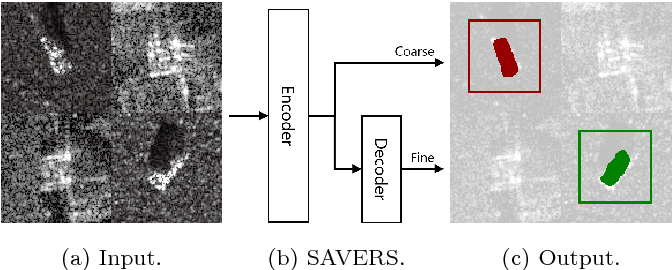 Encoder
Decoder
Coarse
Fine
(a) Input.
(b) SAVERS.
(c) Output.